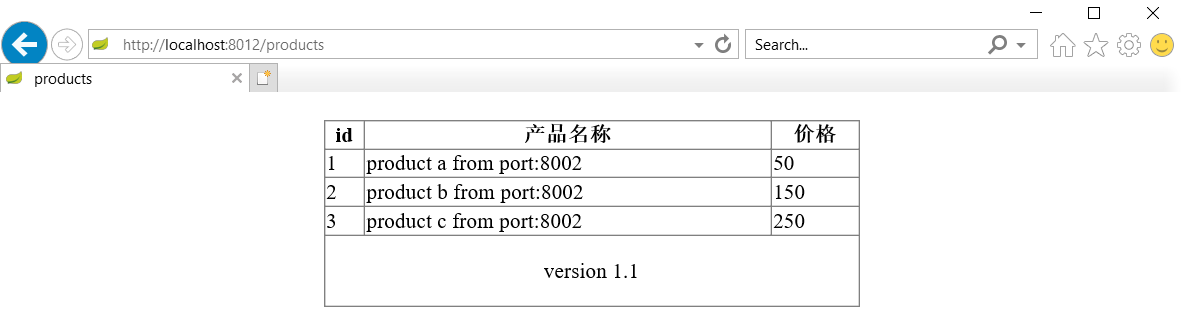 http://localhost:8012/products
Search...
products
id 产品名称 价格
1 product a from port:8002 50
2 product b from port:8002 150
3 product c from port:8002 250
version 1.1